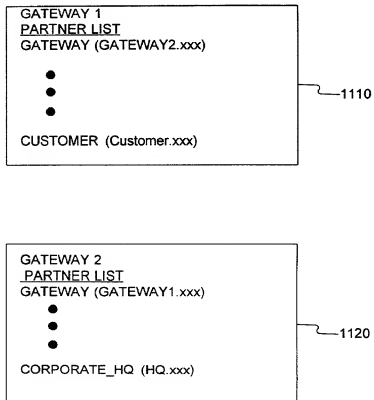 GATEWAY 1
PARTNER LIST
GATEWAY (GATEWAY2.xxx)
CUSTOMER (Customer.xxx)
1110
GATEWAY 2
PARTNER LIST
GATEWAY (GATEWAY1.xxx)
CORPORATE_HQ (HQ.xxx)
1120